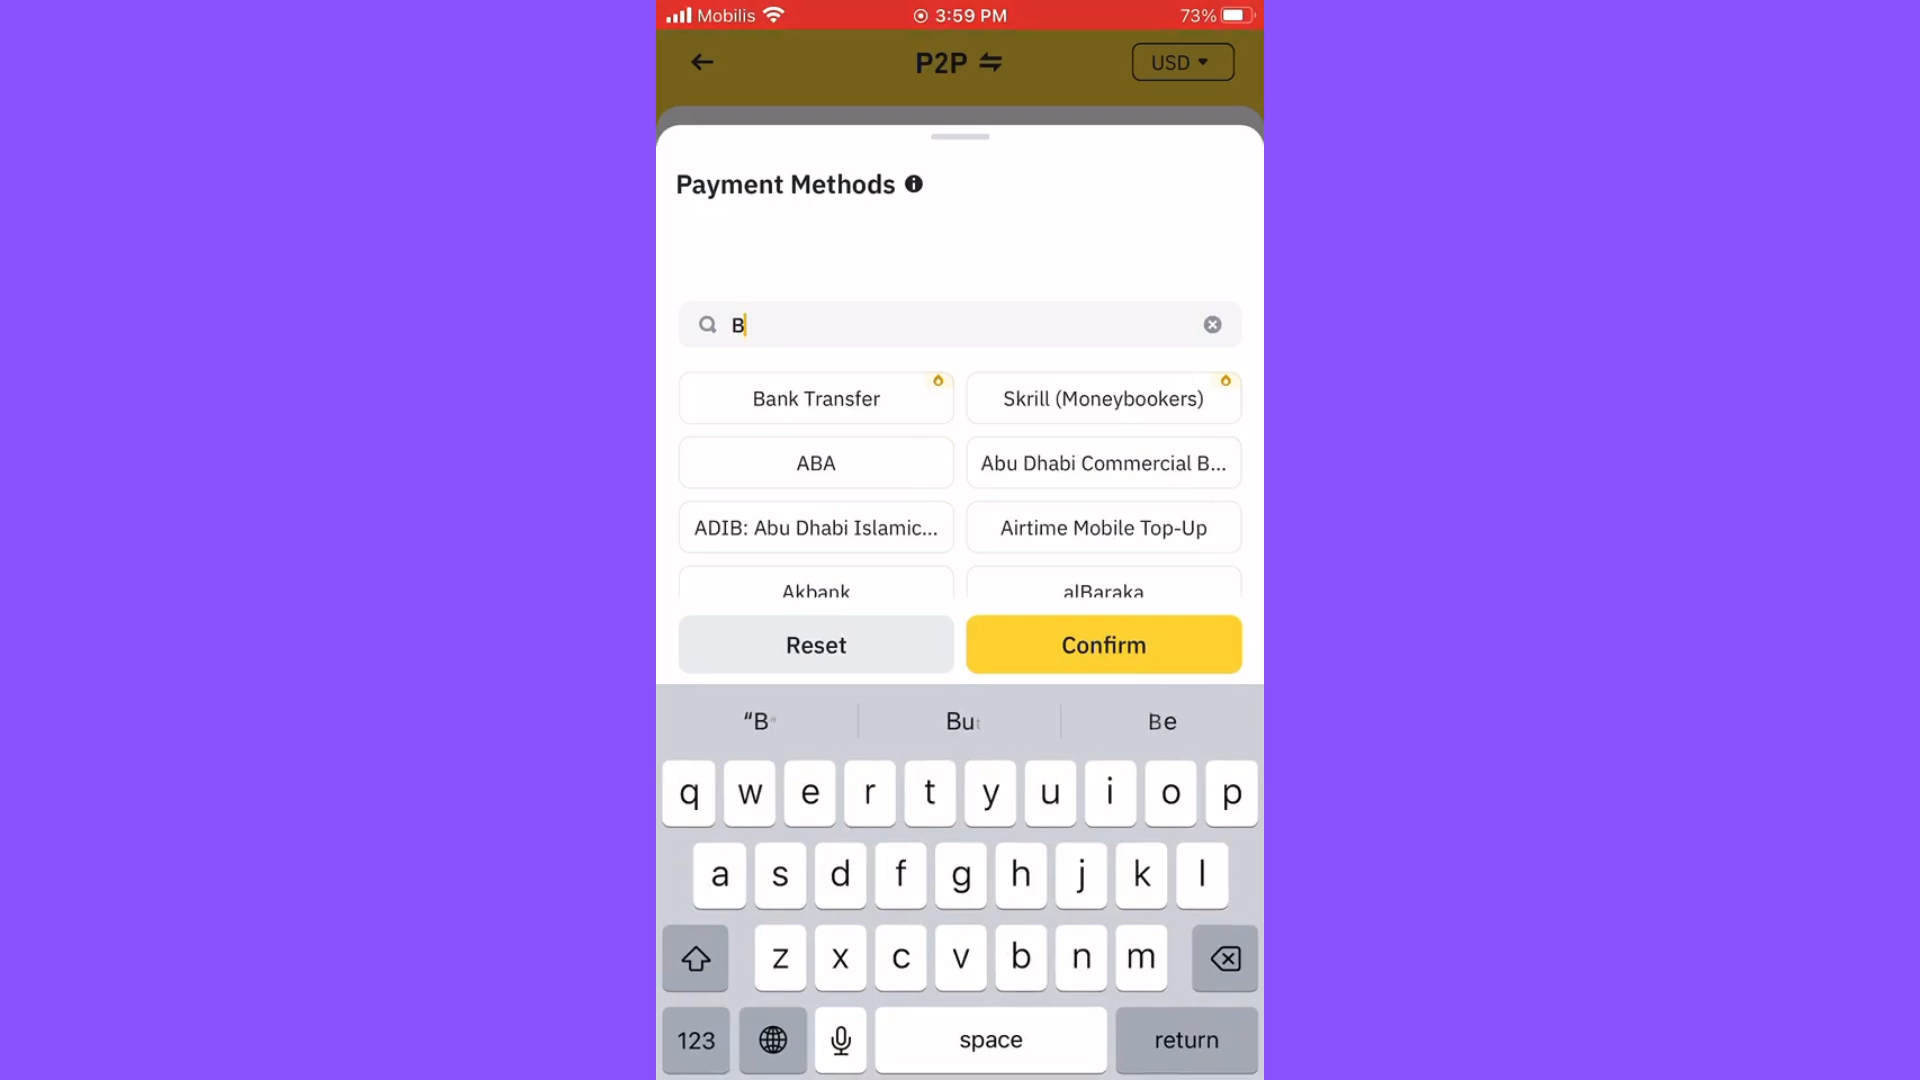 Mobilis 3:59 PM 73%
P2P USD
Payment Methods
B
Bank Transfer Skrill (Moneybookers)
ABA Abu Dhabi Commercial B...
ADIB: Abu Dhabi Islamic... Airtime Mobile Top-Up
Akbank alBaraka
Reset Confirm
“B” But Be
q w e r t y u i o p
a s d f g h j k l
z x c v b n m
123 space return